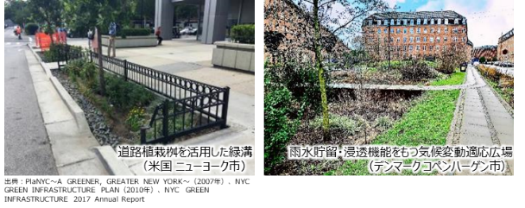 道路植栽桝を活用した緑溝
（米国 ニューヨーク市）
雨水貯留・浸透機能をもつ気候変動適応広場
（デンマーク コペンハーゲン市）
出典：PlaNYC～A GREENER, GREATER NEW YORK～（2007年）、NYC
GREEN INFRASTRUCTURE PLAN（2010年）、NYC GREEN
INFRASTRUCTURE 2017 Annual Report